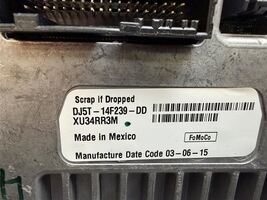 Scrap if Dropped
DJ5T-14F239-DD
XU34RR3M
Made in Mexico
FoMoCo
Manufacture Date Code 03-06-15